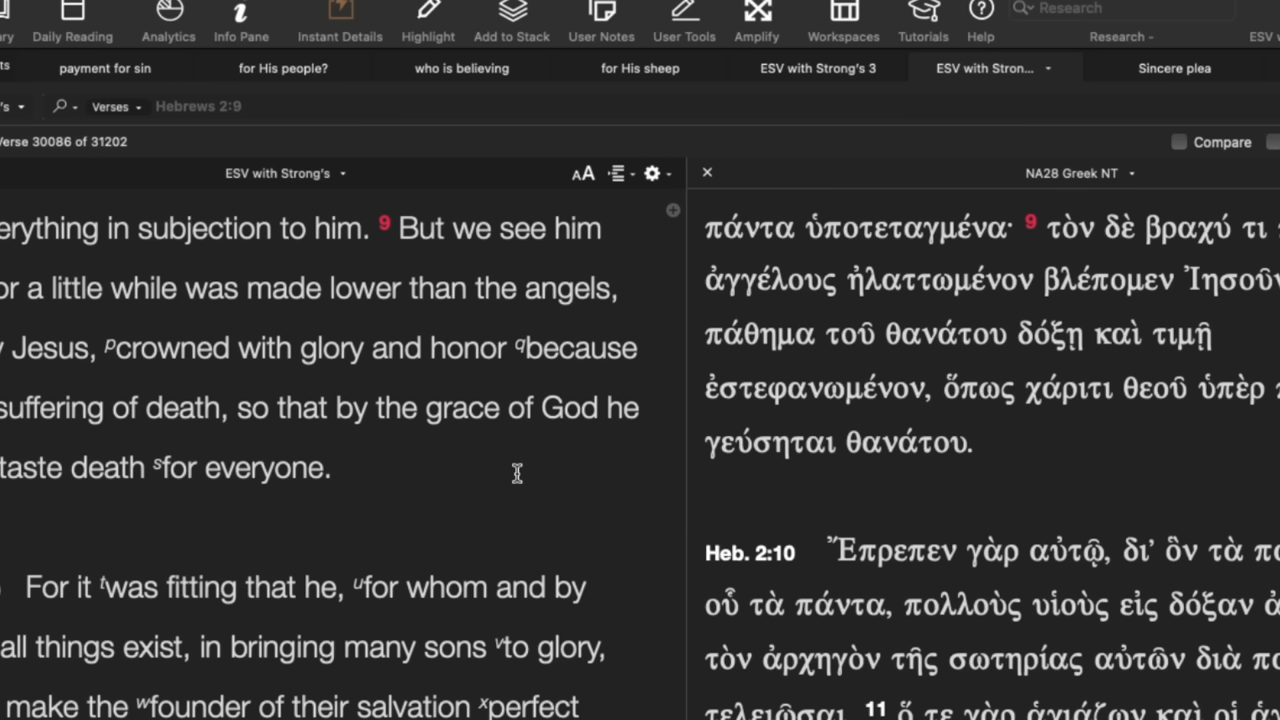 Daily Reading Analytics Info Pane Instant Details Highlight Add to Stack User Notes User Tools Amplify Workspaces Tutorials Help Research -
Research
payment for sin for His people? who is believing for His sheep ESV with Strong's 3 ESV with Stron... Sincere plea
Verses Hebrews 2:9
Verse 30086 of 31202 Compare
ESV with Strong's AA
erything in subjection to him. 9 But we see him
or a little while was made lower than the angels,
Jesus, pcrowned with glory and honor qbecause
suffering of death, so that by the grace of God he
taste death sfor everyone.
For it twas fitting that he, ufor whom and by
all things exist, in bringing many sons vto glory,
make the wfounder of their salvation xperfect
NA28 Greek NT
πάντα ὑποτεταγμένα· 9 τὸν δὲ βραχύ τι
ἀγγέλους ἠλαττωμένον βλέπομεν Ἰησοῦν
πάθημα τοῦ θανάτου δόξῃ καὶ τιμῇ
ἐστεφανωμένον, ὅπως χάριτι θεοῦ ὑπὲρ
γεύσηται θανάτου.
Heb. 2:10 Ἔπρεπεν γὰρ αὐτῷ, δι’ ὃν τὰ
οὗ τὰ πάντα, πολλοὺς υἱοὺς εἰς δόξαν
τὸν ἀρχηγὸν τῆς σωτηρίας αὐτῶν διὰ
τελειῶσαι. 11 ὅ τε γὰρ ἁγιάζων καὶ οἱ